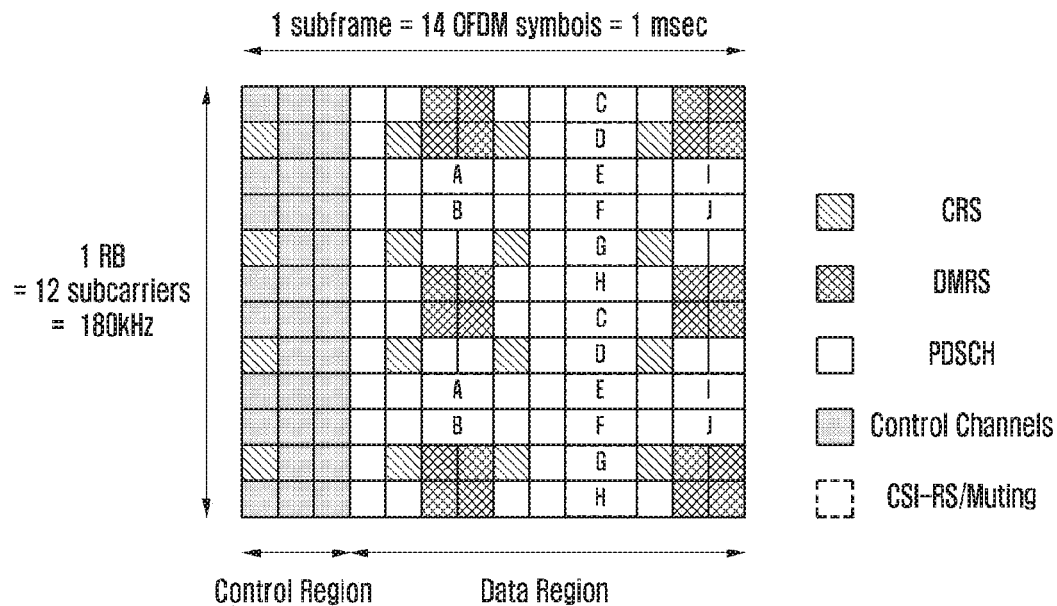 1 subframe = 14 OFDM symbols = 1 msec
C
D
A E I
B F J
G
1 RB
= 12 subcarriers
= 180kHz
H
C
D
A E I
B F J
G
H
CRS
DMRS
PDSCH
Control Channels
CSI-RS/Muting
Control Region Data Region